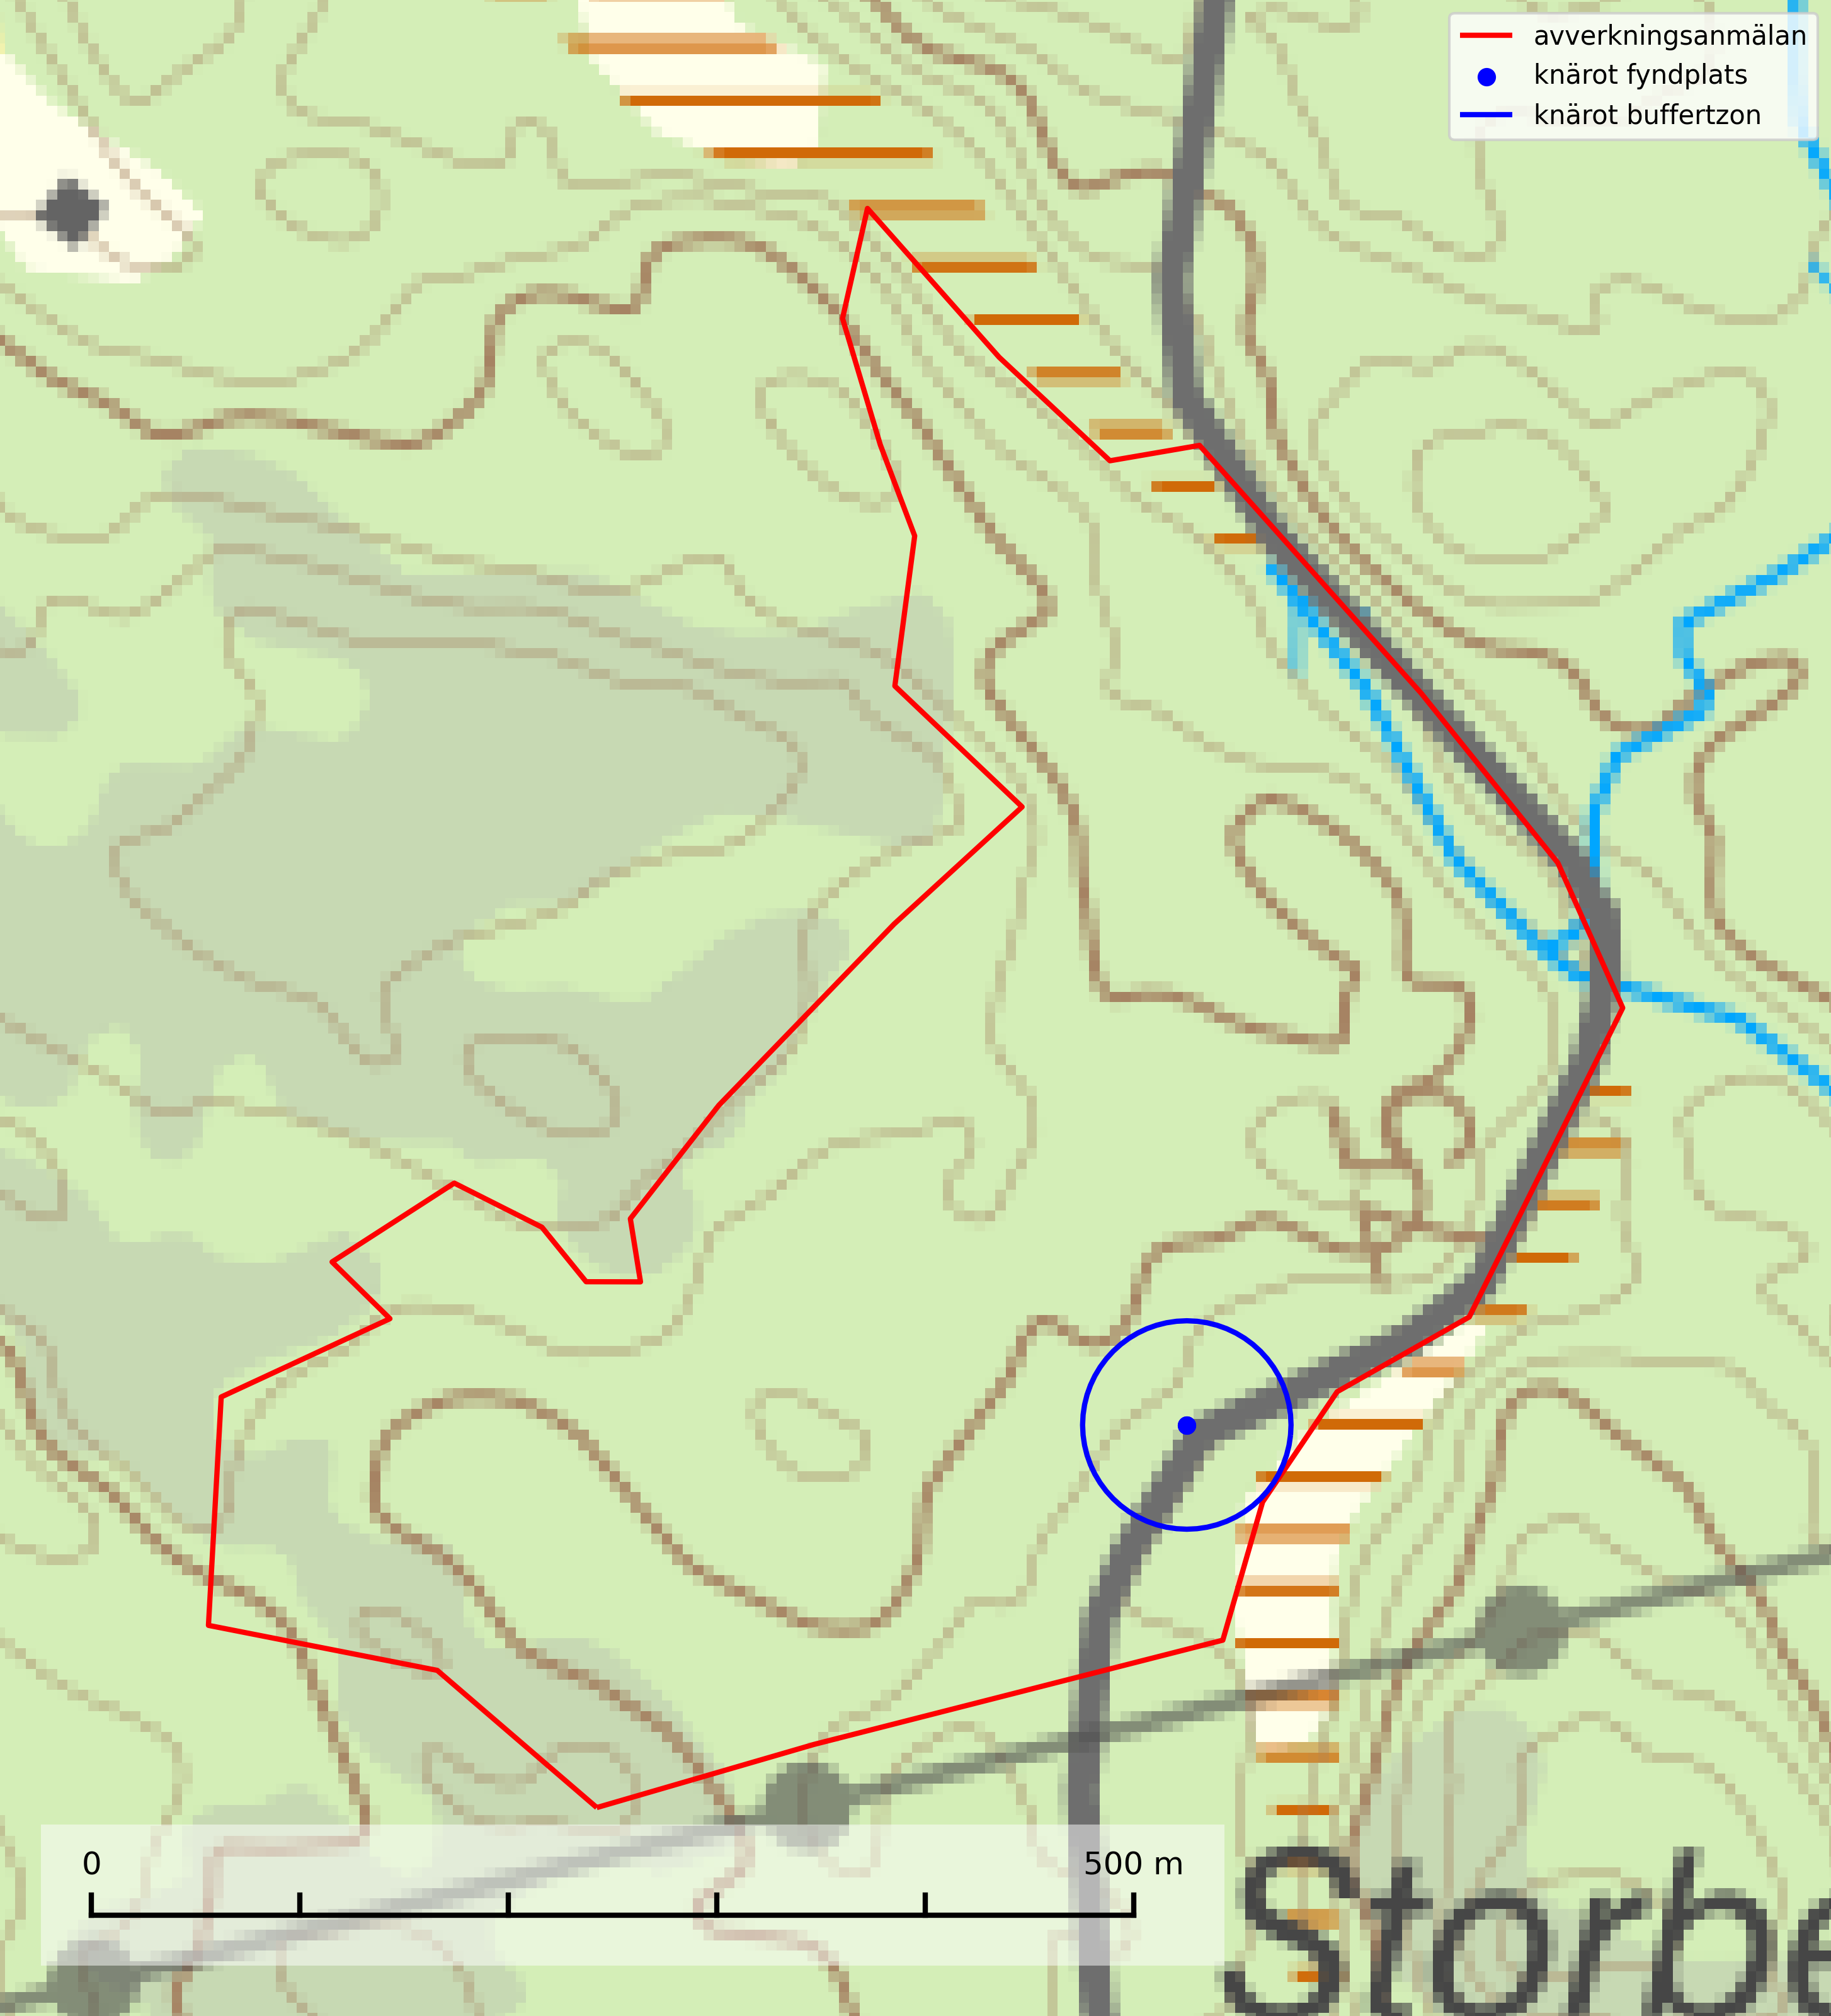 avverkningsanmälan
knärot fyndplats
knärot buffertzon
0 500 m
Storbe